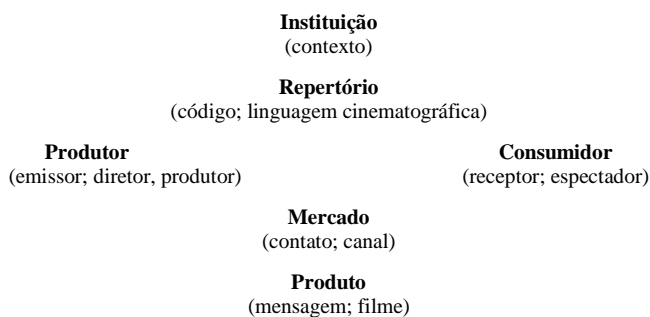 Instituição
(contexto)
Repertório
(código; linguagem cinematográfica)
Produtor
(emissor; diretor, produtor)
Consumidor
(receptor; espectador)
Mercado
(contato; canal)
Produto
(mensagem; filme)